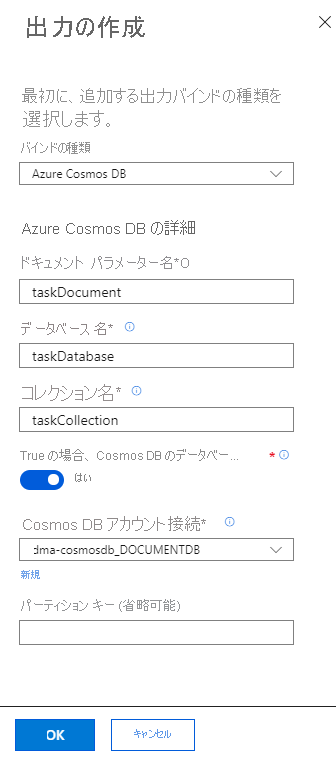 出力の作成
最初に、追加する出力バインドの種類を
選択します。
バインドの種類
Azure Cosmos DB
Azure Cosmos DB の詳細
ドキュメント パラメーター名*O
taskDocument
データベース 名*
taskDatabase
コレクション名*
taskCollection
True の場合、Cosmos DB のデータベー... *
はい
Cosmos DB アカウント接続*
dma-cosmosdb_DOCUMENTDB
新規
パーティション キー (省略可能)
OK
キャンセル